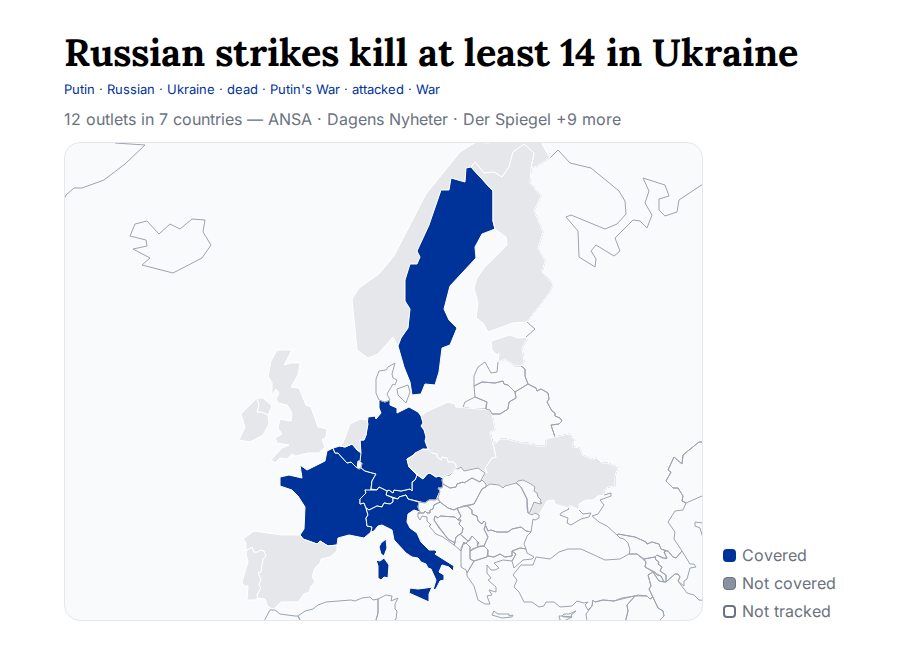 Russian strikes kill at least 14 in Ukraine
Putin · Russian · Ukraine · dead · Putin's War · attacked · War
12 outlets in 7 countries — ANSA · Dagens Nyheter · Der Spiegel +9 more
Covered
Not covered
Not tracked